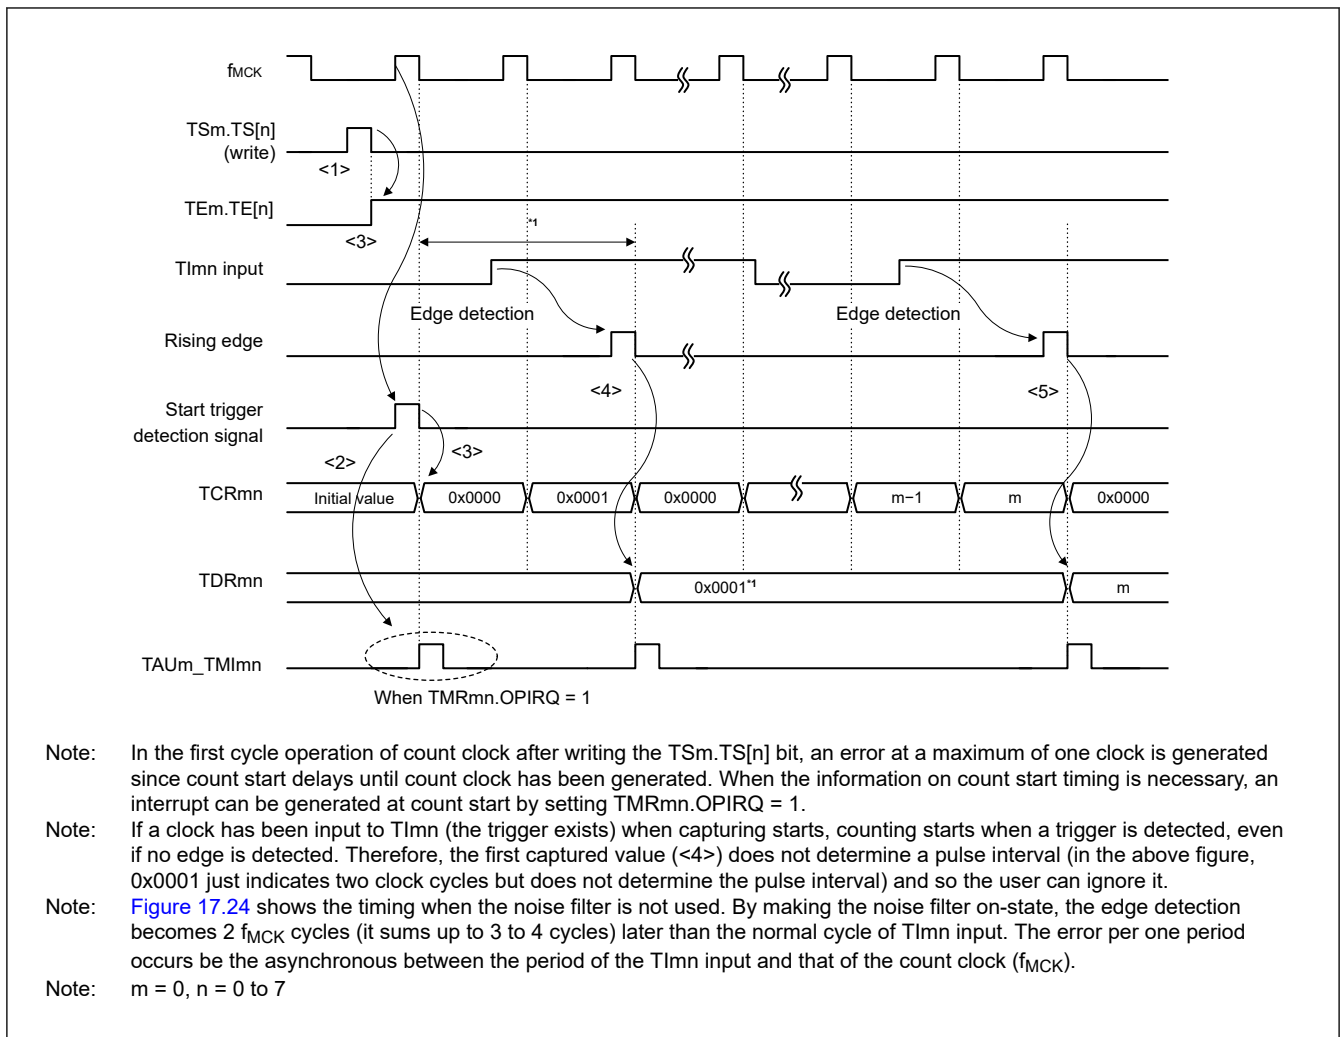 fMCK
TSm.TS[n]
(write)
<1>
TEm.TE[n]
<3>
*1
TImn input
Edge detection
Edge detection
Rising edge
<4>
<5>
Start trigger
detection signal
<2>
<3>
TCRmn
Initial value
0x0000
0x0001
0x0000
m−1
m
0x0000
TDRmn
0x0001*1
m
TAUm_TMImn
When TMRmn.OPIRQ = 1
Note: In the first cycle operation of count clock after writing the TSm.TS[n] bit, an error at a maximum of one clock is generated
since count start delays until count clock has been generated. When the information on count start timing is necessary, an
interrupt can be generated at count start by setting TMRmn.OPIRQ = 1.
Note: If a clock has been input to TImn (the trigger exists) when capturing starts, counting starts when a trigger is detected, even
if no edge is detected. Therefore, the first captured value (<4>) does not determine a pulse interval (in the above figure,
0x0001 just indicates two clock cycles but does not determine the pulse interval) and so the user can ignore it.
Note: Figure 17.24 shows the timing when the noise filter is not used. By making the noise filter on-state, the edge detection
becomes 2 fMCK cycles (it sums up to 3 to 4 cycles) later than the normal cycle of TImn input. The error per one period
occurs be the asynchronous between the period of the TImn input and that of the count clock (fMCK).
Note: m = 0, n = 0 to 7